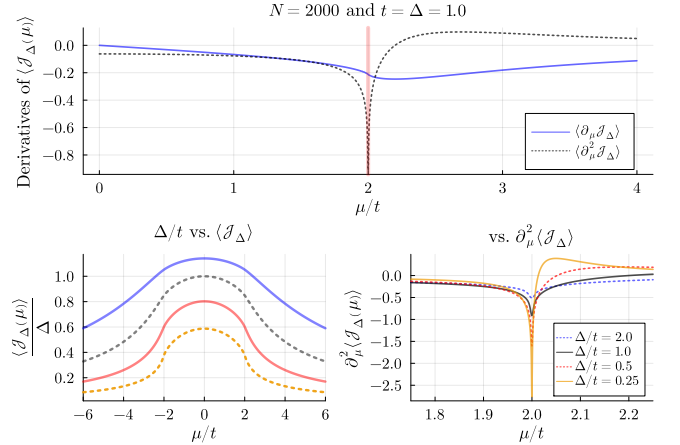 N = 2000 and t = Δ = 1.0
Derivatives of ⟨𝒥_Δ(μ)⟩
0.0
−0.2
−0.4
−0.6
−0.8
⟨∂_μ𝒥_Δ⟩
⟨∂²_μ𝒥_Δ⟩
0 1 2 3 4
μ/t
Δ/t vs. ⟨𝒥_Δ⟩
⟨𝒥_Δ(μ)⟩
Δ
1.0
0.8
0.6
0.4
0.2
−6 −4 −2 0 2 4 6
μ/t
vs. ∂²_μ⟨𝒥_Δ⟩
∂²_μ⟨𝒥_Δ(μ)⟩
0.0
−0.5
−1.0
−1.5
−2.0
−2.5
Δ/t = 2.0
Δ/t = 1.0
Δ/t = 0.5
Δ/t = 0.25
1.8 1.9 2.0 2.1 2.2
μ/t